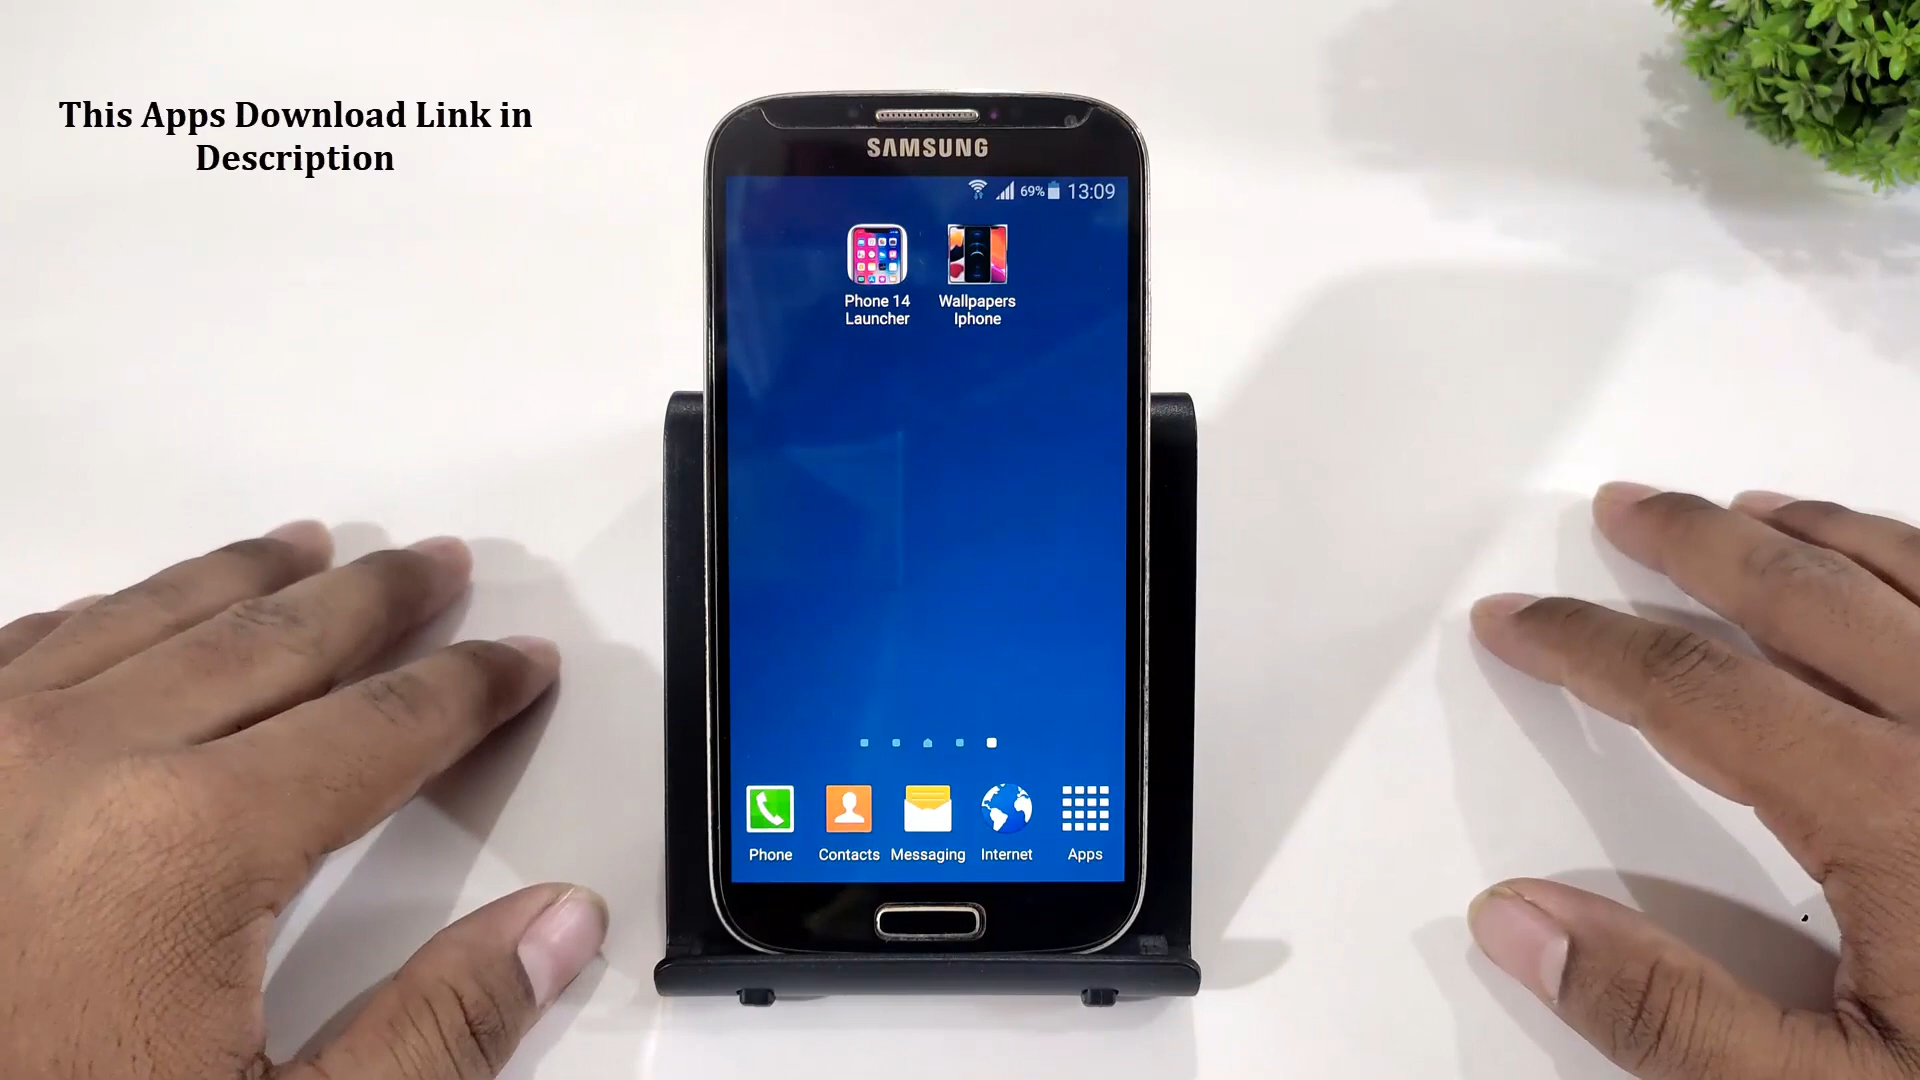 This Apps Download Link in
Description
SAMSUNG
69% 13:09
Phone 14
Launcher
Wallpapers
Iphone
Phone
Contacts
Messaging
Internet
Apps